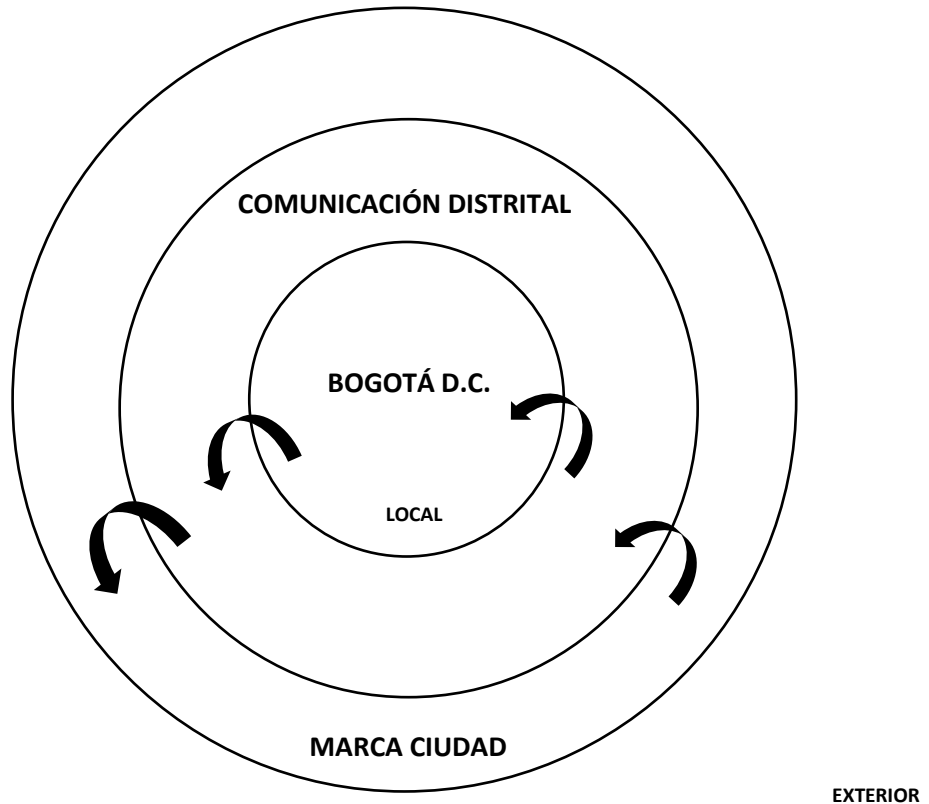 COMUNICACIÓN DISTRITAL
BOGOTÁ D.C.
LOCAL
MARCA CIUDAD
EXTERIOR